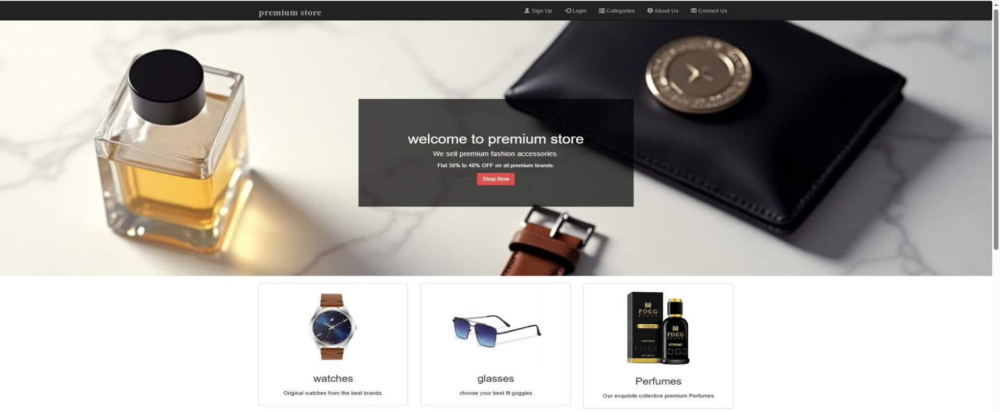 premium store
Sign Up Login Categories About Us Contact Us
welcome to premium store
We sell premium fashion accessories.
Flat 30% to 40% OFF on all premium brands.
Shop Now
FOGG
XTREMO
FOGG
XTREMO
watches
Original watches from the best brands.
glasses
choose your best fit goggles
Perfumes
Our exquisite collective premium Perfumes